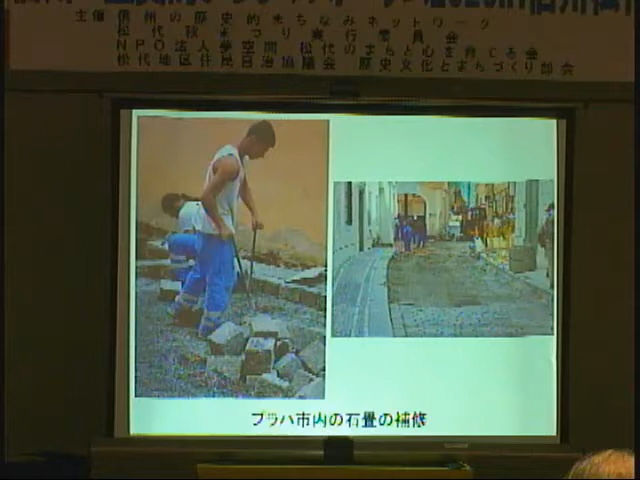 主催 信州の歴史的まちなみネットワーク
松代秋まつり実行委員会
NPO法人夢空間 松代のまちと心を育てる会
松代地区住民自治協議会 歴史文化とまちづくり部会
プラハ市内の石畳の補修